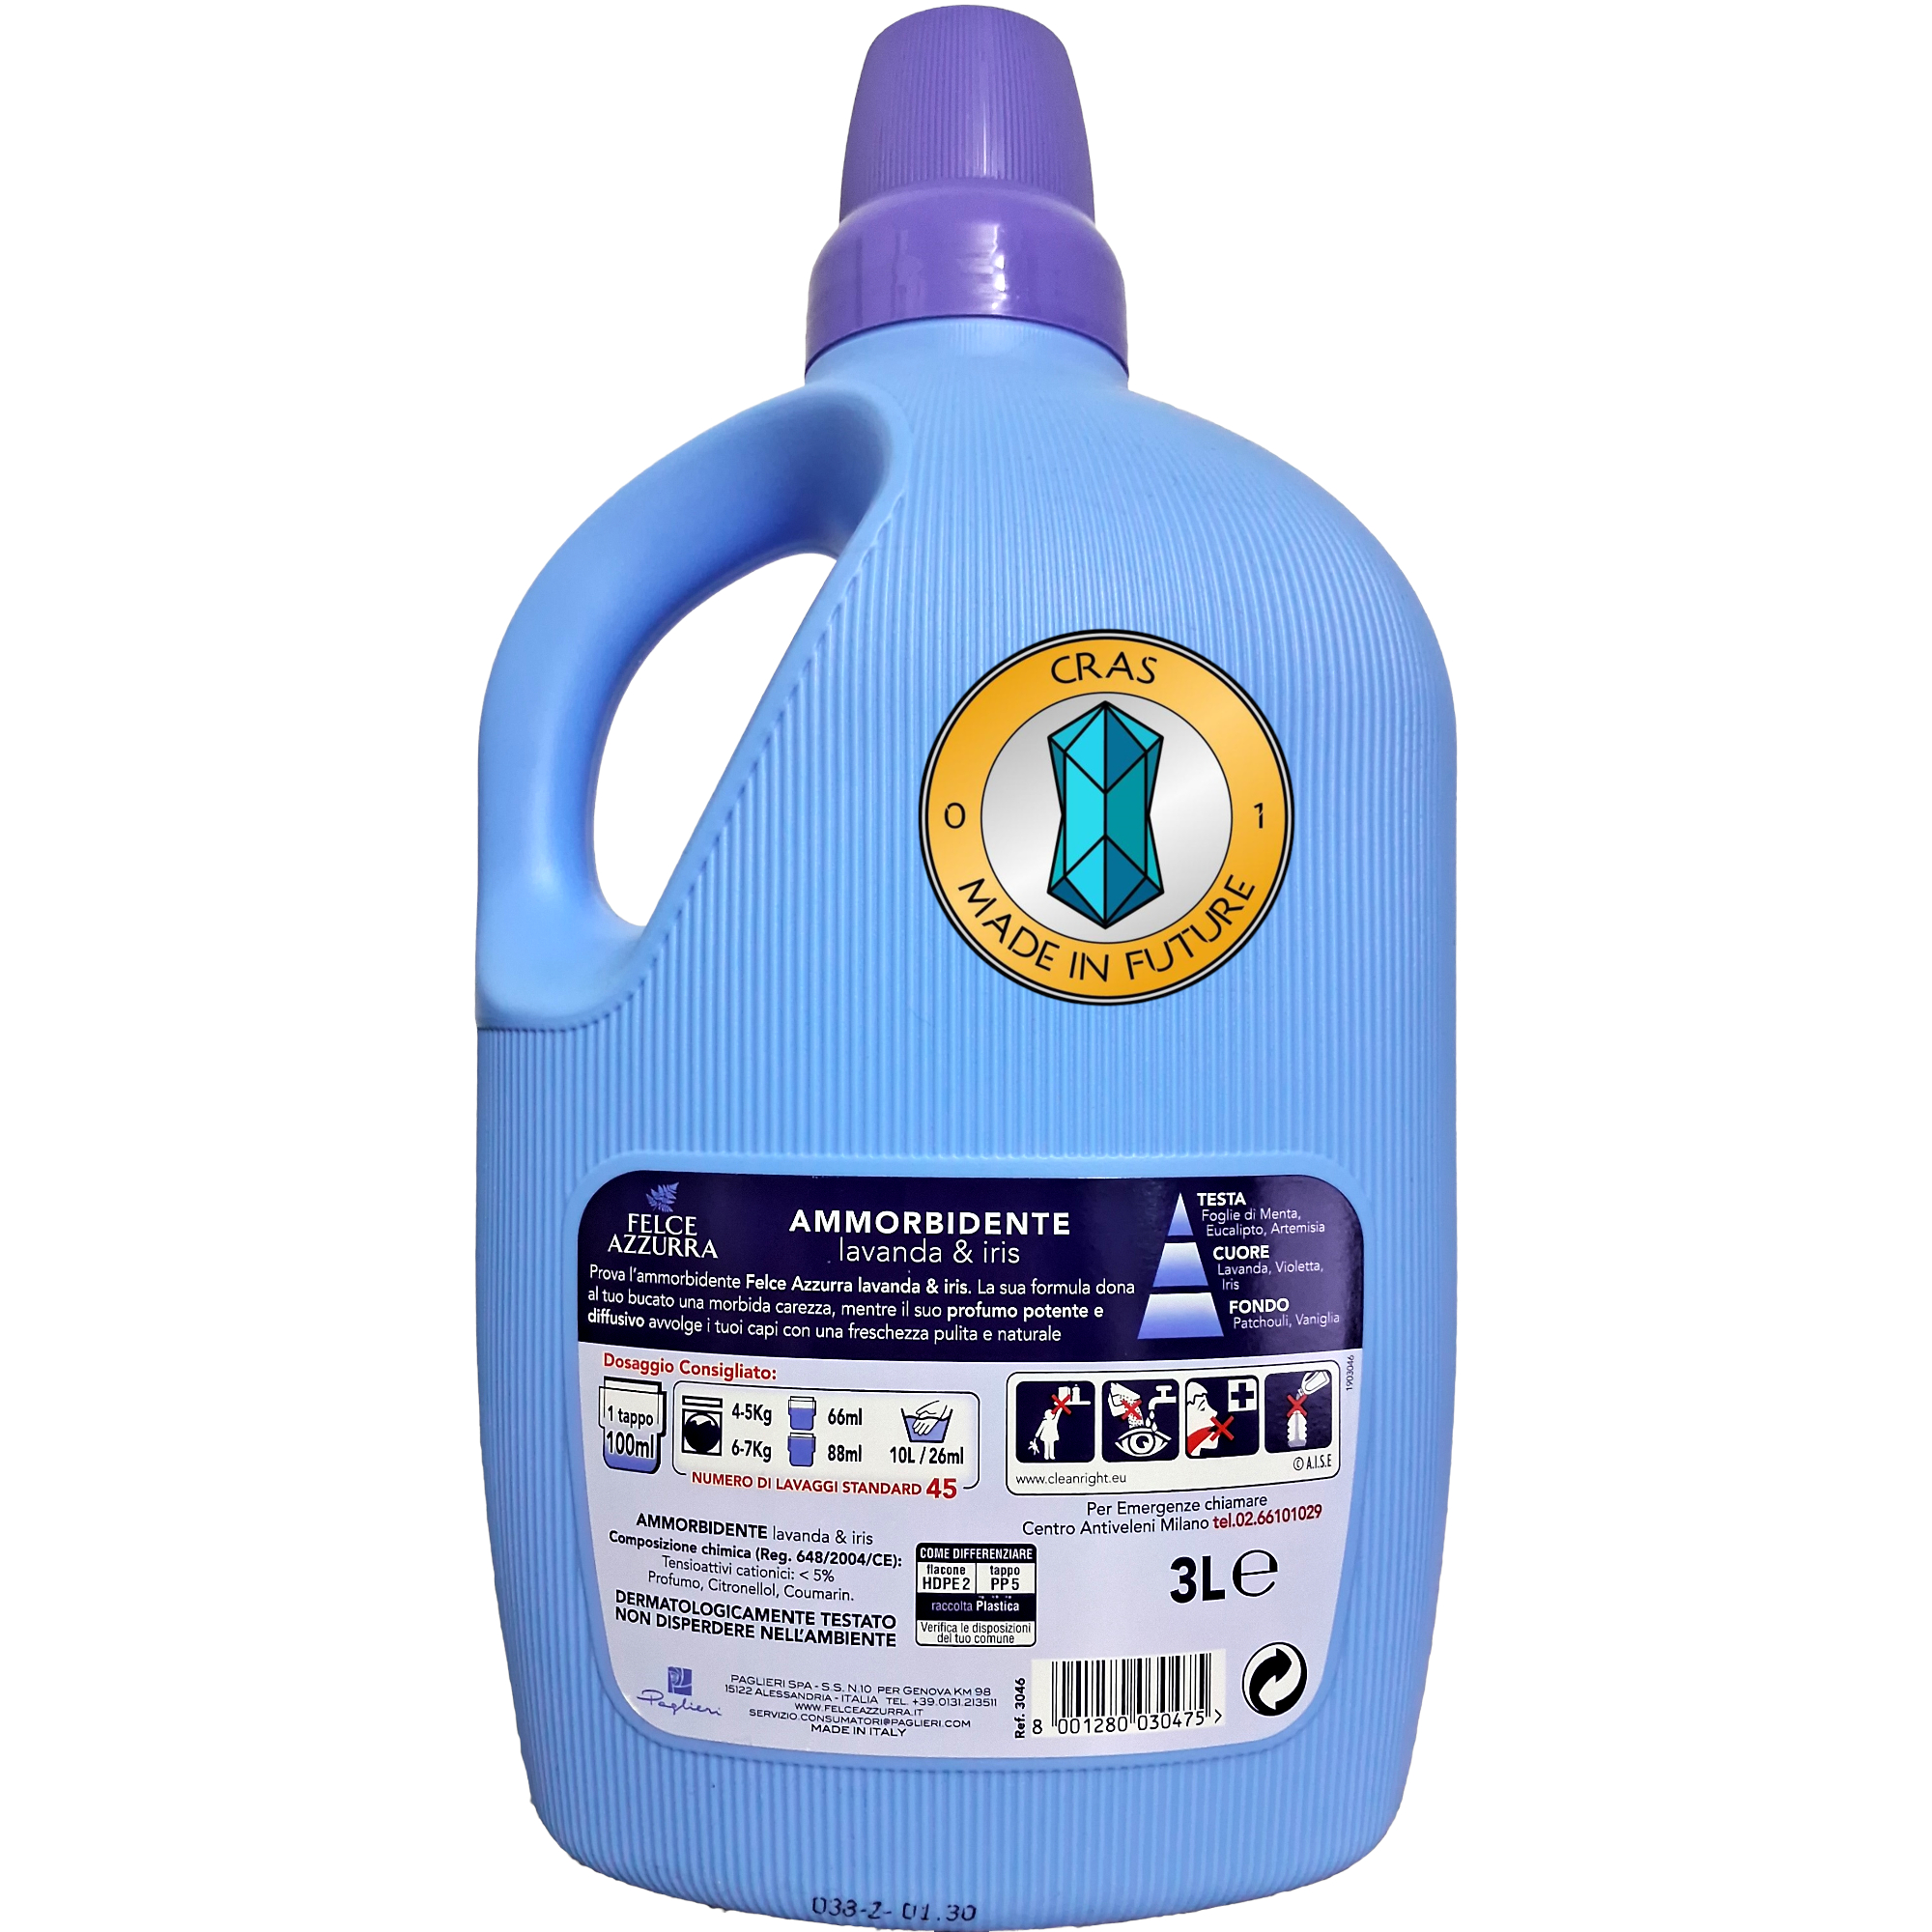 CRAS
0 1
MADE IN FUTURE
FELCE
AZZURRA
AMMORBIDENTE
lavanda & iris
Prova l'ammorbidente Felce Azzurra lavanda & iris. La sua formula dona
al tuo bucato una morbida carezza, mentre il suo profumo potente e
diffusivo avvolge i tuoi capi con una freschezza pulita e naturale
TESTA
Foglie di Menta,
Eucalipto, Artemisia
CUORE
Lavanda, Violetta,
Iris
FONDO
Patchouli, Vaniglia
Dosaggio Consigliato:
1 tappo
100ml
4-5Kg 66ml
6-7Kg 88ml
10L / 26ml
NUMERO DI LAVAGGI STANDARD 45
www.cleanright.eu
© A.I.S.E
1903046
Per Emergenze chiamare
Centro Antiveleni Milano tel.02.66101029
AMMORBIDENTE lavanda & iris
Composizione chimica (Reg. 648/2004/CE):
Tensioattivi cationici: < 5%
Profumo, Citronellol, Coumarin.
DERMATOLOGICAMENTE TESTATO
NON DISPERDERE NELL'AMBIENTE
COME DIFFERENZIARE
flacone tappo
HDPE 2 PP 5
raccolta Plastica
Verifica le disposizioni
del tuo comune
3L e
Paglieri
PAGLIERI SPA - S.S. N.10 PER GENOVA KM 98
15122 ALESSANDRIA - ITALIA TEL. +39.0131.213511
WWW.FELCEAZZURRA.IT
SERVIZIO.CONSUMATORI@PAGLIERI.COM
MADE IN ITALY
Ref. 3046
8 001280 030475 >
038-2- 01.30